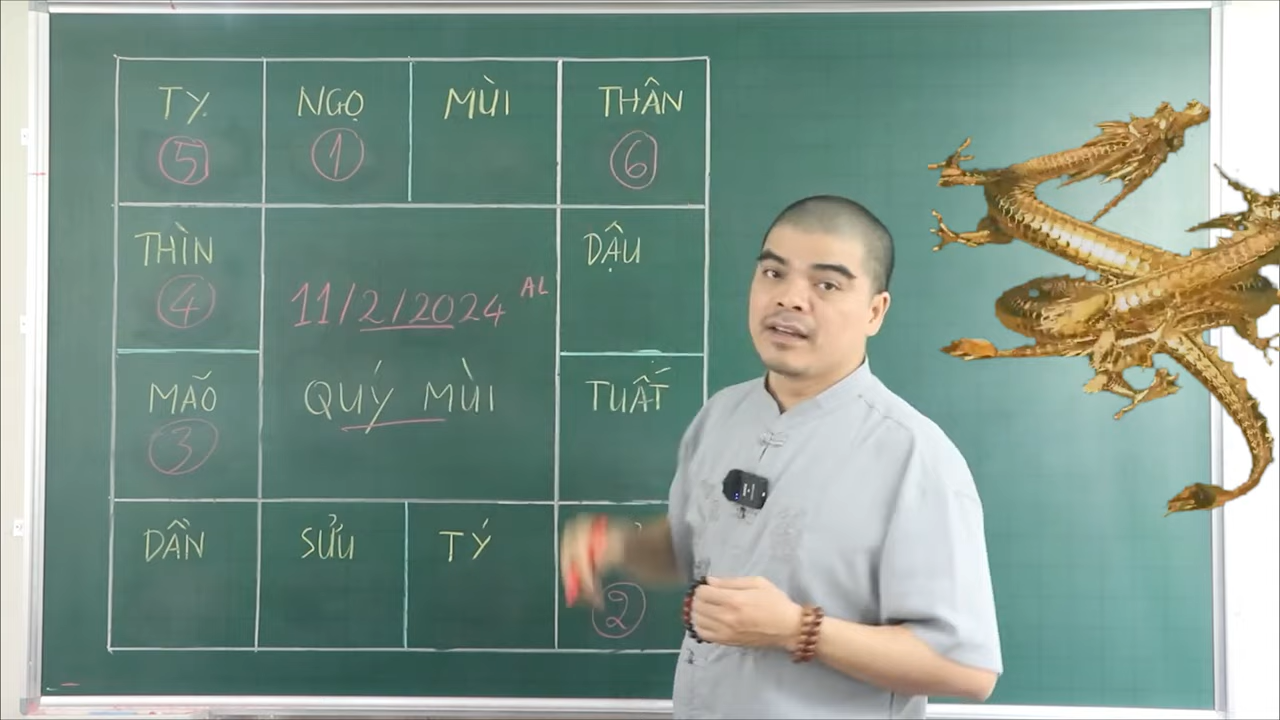 TỴ
⑤
NGỌ
①
MÙI
THÂN
⑥
THÌN
④
11/2/2024 AL
DẬU
MÃO
③
QUÝ MÙI
TUẤT
DẦN
SỬU
TÝ
②